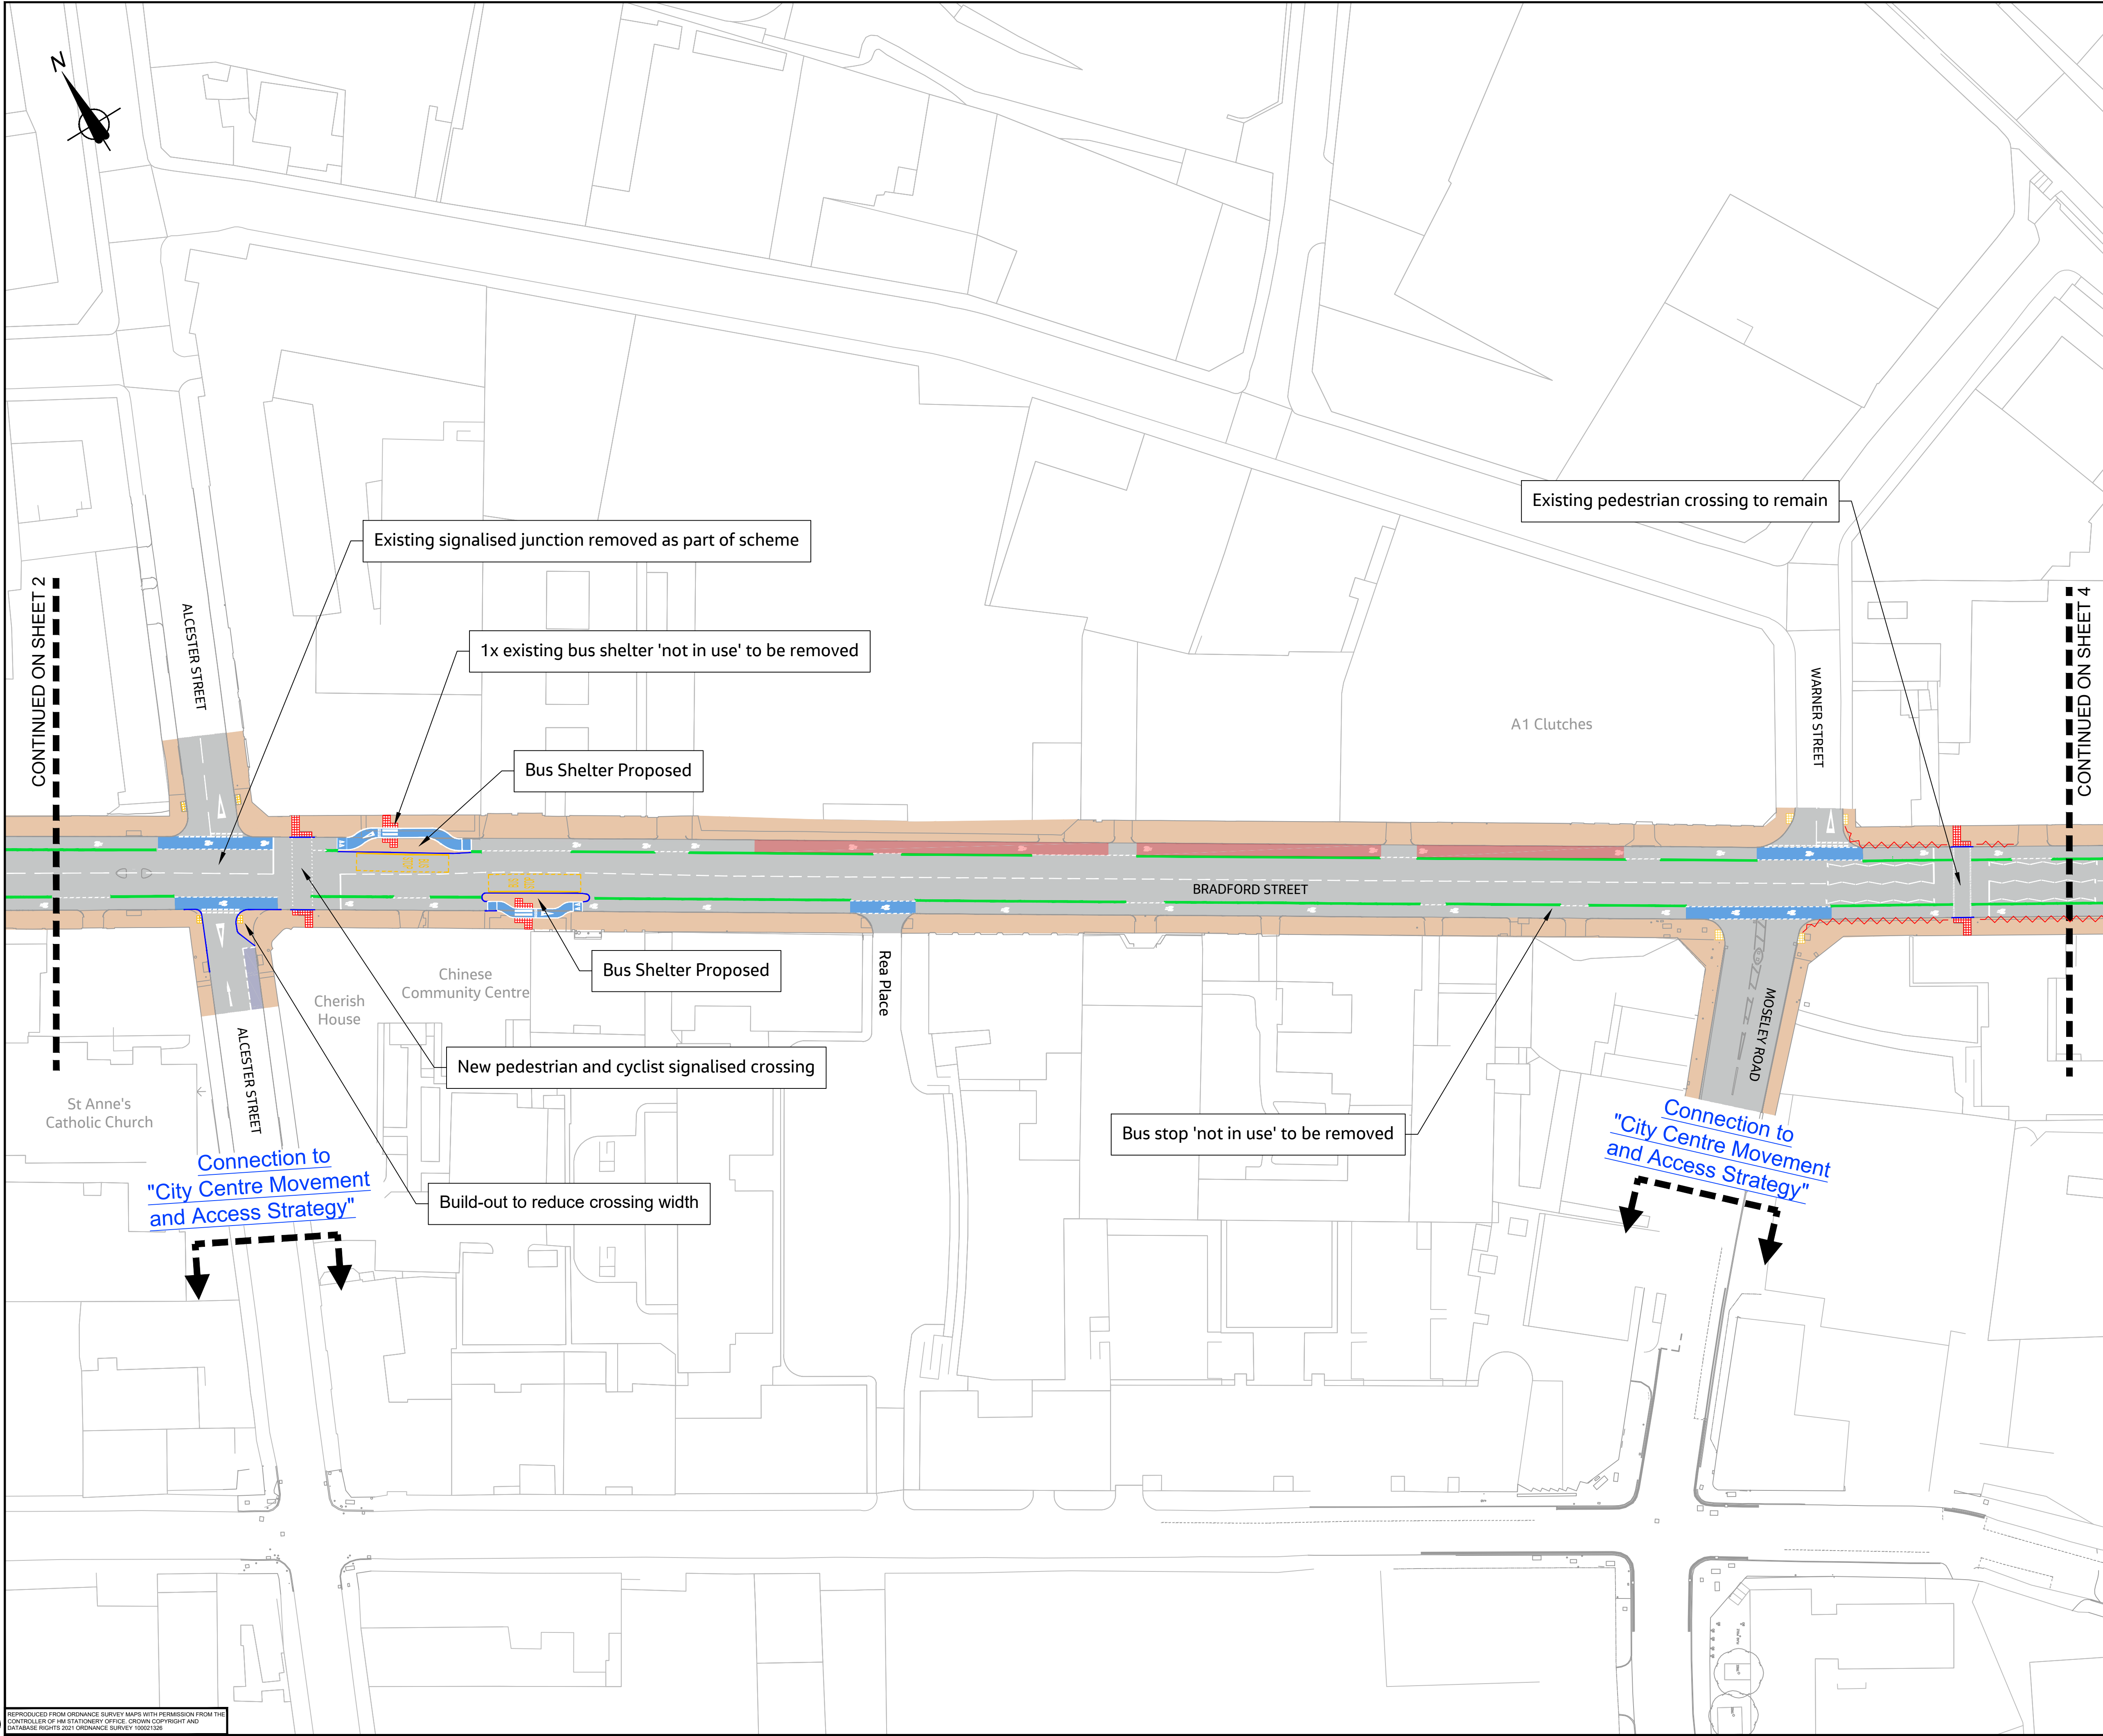 N
Existing pedestrian crossing to remain
Existing signalised junction removed as part of scheme
CONTINUED ON SHEET 2
ALCESTER STREET
1x existing bus shelter 'not in use' to be removed
CONTINUED ON SHEET 4
WARNER STREET
A1 Clutches
Bus Shelter Proposed
BRADFORD STREET
Bus Shelter Proposed
Chinese
Community Centre
Cherish
House
Rea Place
MOSELEY ROAD
ALCESTER STREET
New pedestrian and cyclist signalised crossing
St Anne's
Catholic Church
Bus stop 'not in use' to be removed
Connection to
"City Centre Movement
and Access Strategy"
Connection to
"City Centre Movement
and Access Strategy"
Build-out to reduce crossing width
REPRODUCED FROM ORDNANCE SURVEY MAPS WITH PERMISSION FROM THE
CONTROLLER OF HM STATIONERY OFFICE. CROWN COPYRIGHT AND
DATABASE RIGHTS 2021 ORDNANCE SURVEY 100021326